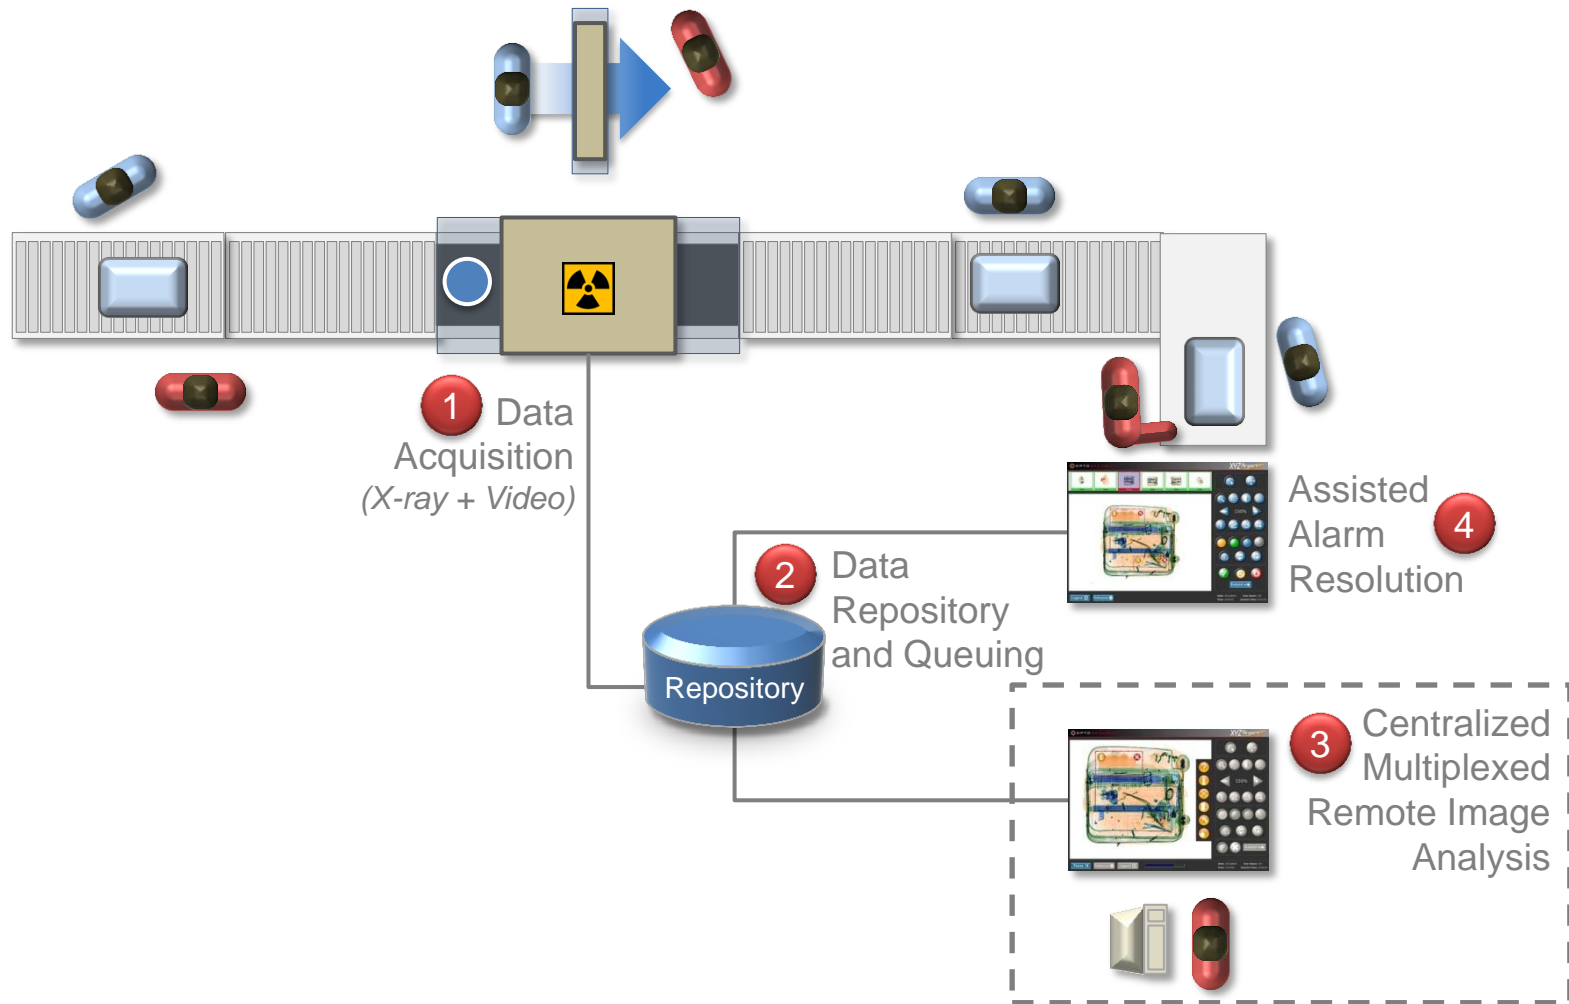 1
Data
Acquisition
(X-ray + Video)
2
Data
Repository
and Queuing
Repository
Assisted
Alarm
Resolution
4
3
Centralized
Multiplexed
Remote Image
Analysis